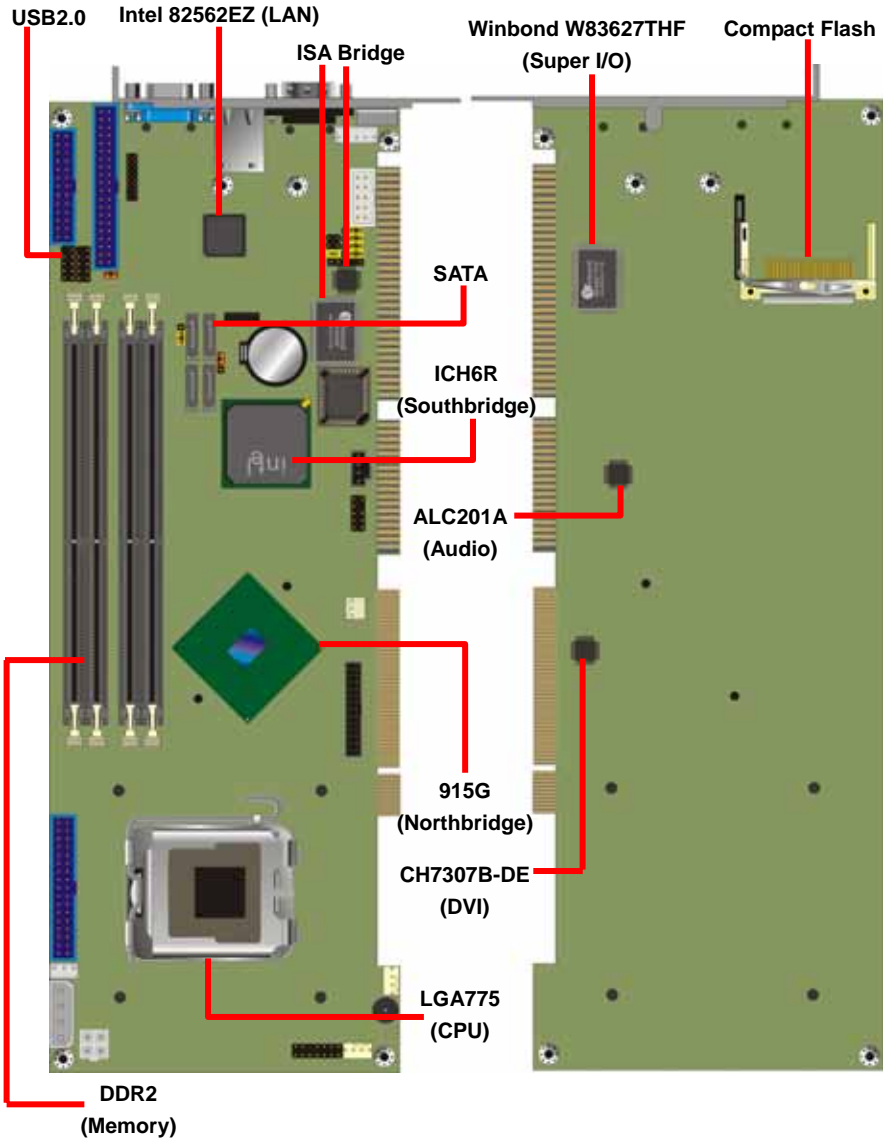 USB2.0
Intel 82562EZ (LAN)
ISA Bridge
Winbond W83627THF
(Super I/O)
Compact Flash
SATA
ICH6R
(Southbridge)
intel
ALC201A
(Audio)
915G
(Northbridge)
CH7307B-DE
(DVI)
LGA775
(CPU)
DDR2
(Memory)